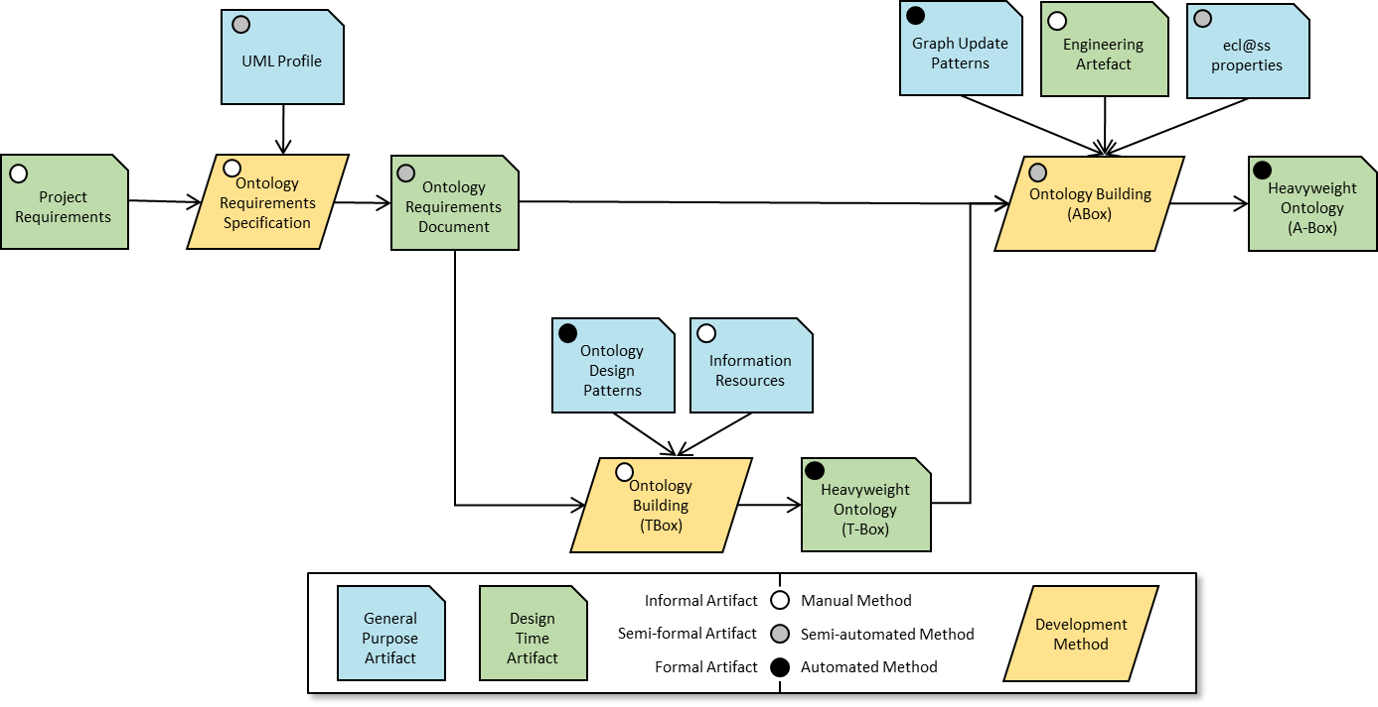 UML Profile
Graph Update
Patterns
Engineering
Artefact
ecl@ss
properties
Project
Requirements
Ontology
Requirements
Specification
Ontology
Requirements
Document
Ontology Building
(ABox)
Heavyweight
Ontology
(A-Box)
Ontology
Design
Patterns
Information
Resources
Ontology
Building
(TBox)
Heavyweight
Ontology
(T-Box)
General
Purpose
Artifact
Design
Time
Artifact
Informal Artifact
Manual Method
Semi-formal Artifact
Semi-automated Method
Formal Artifact
Automated Method
Development
Method